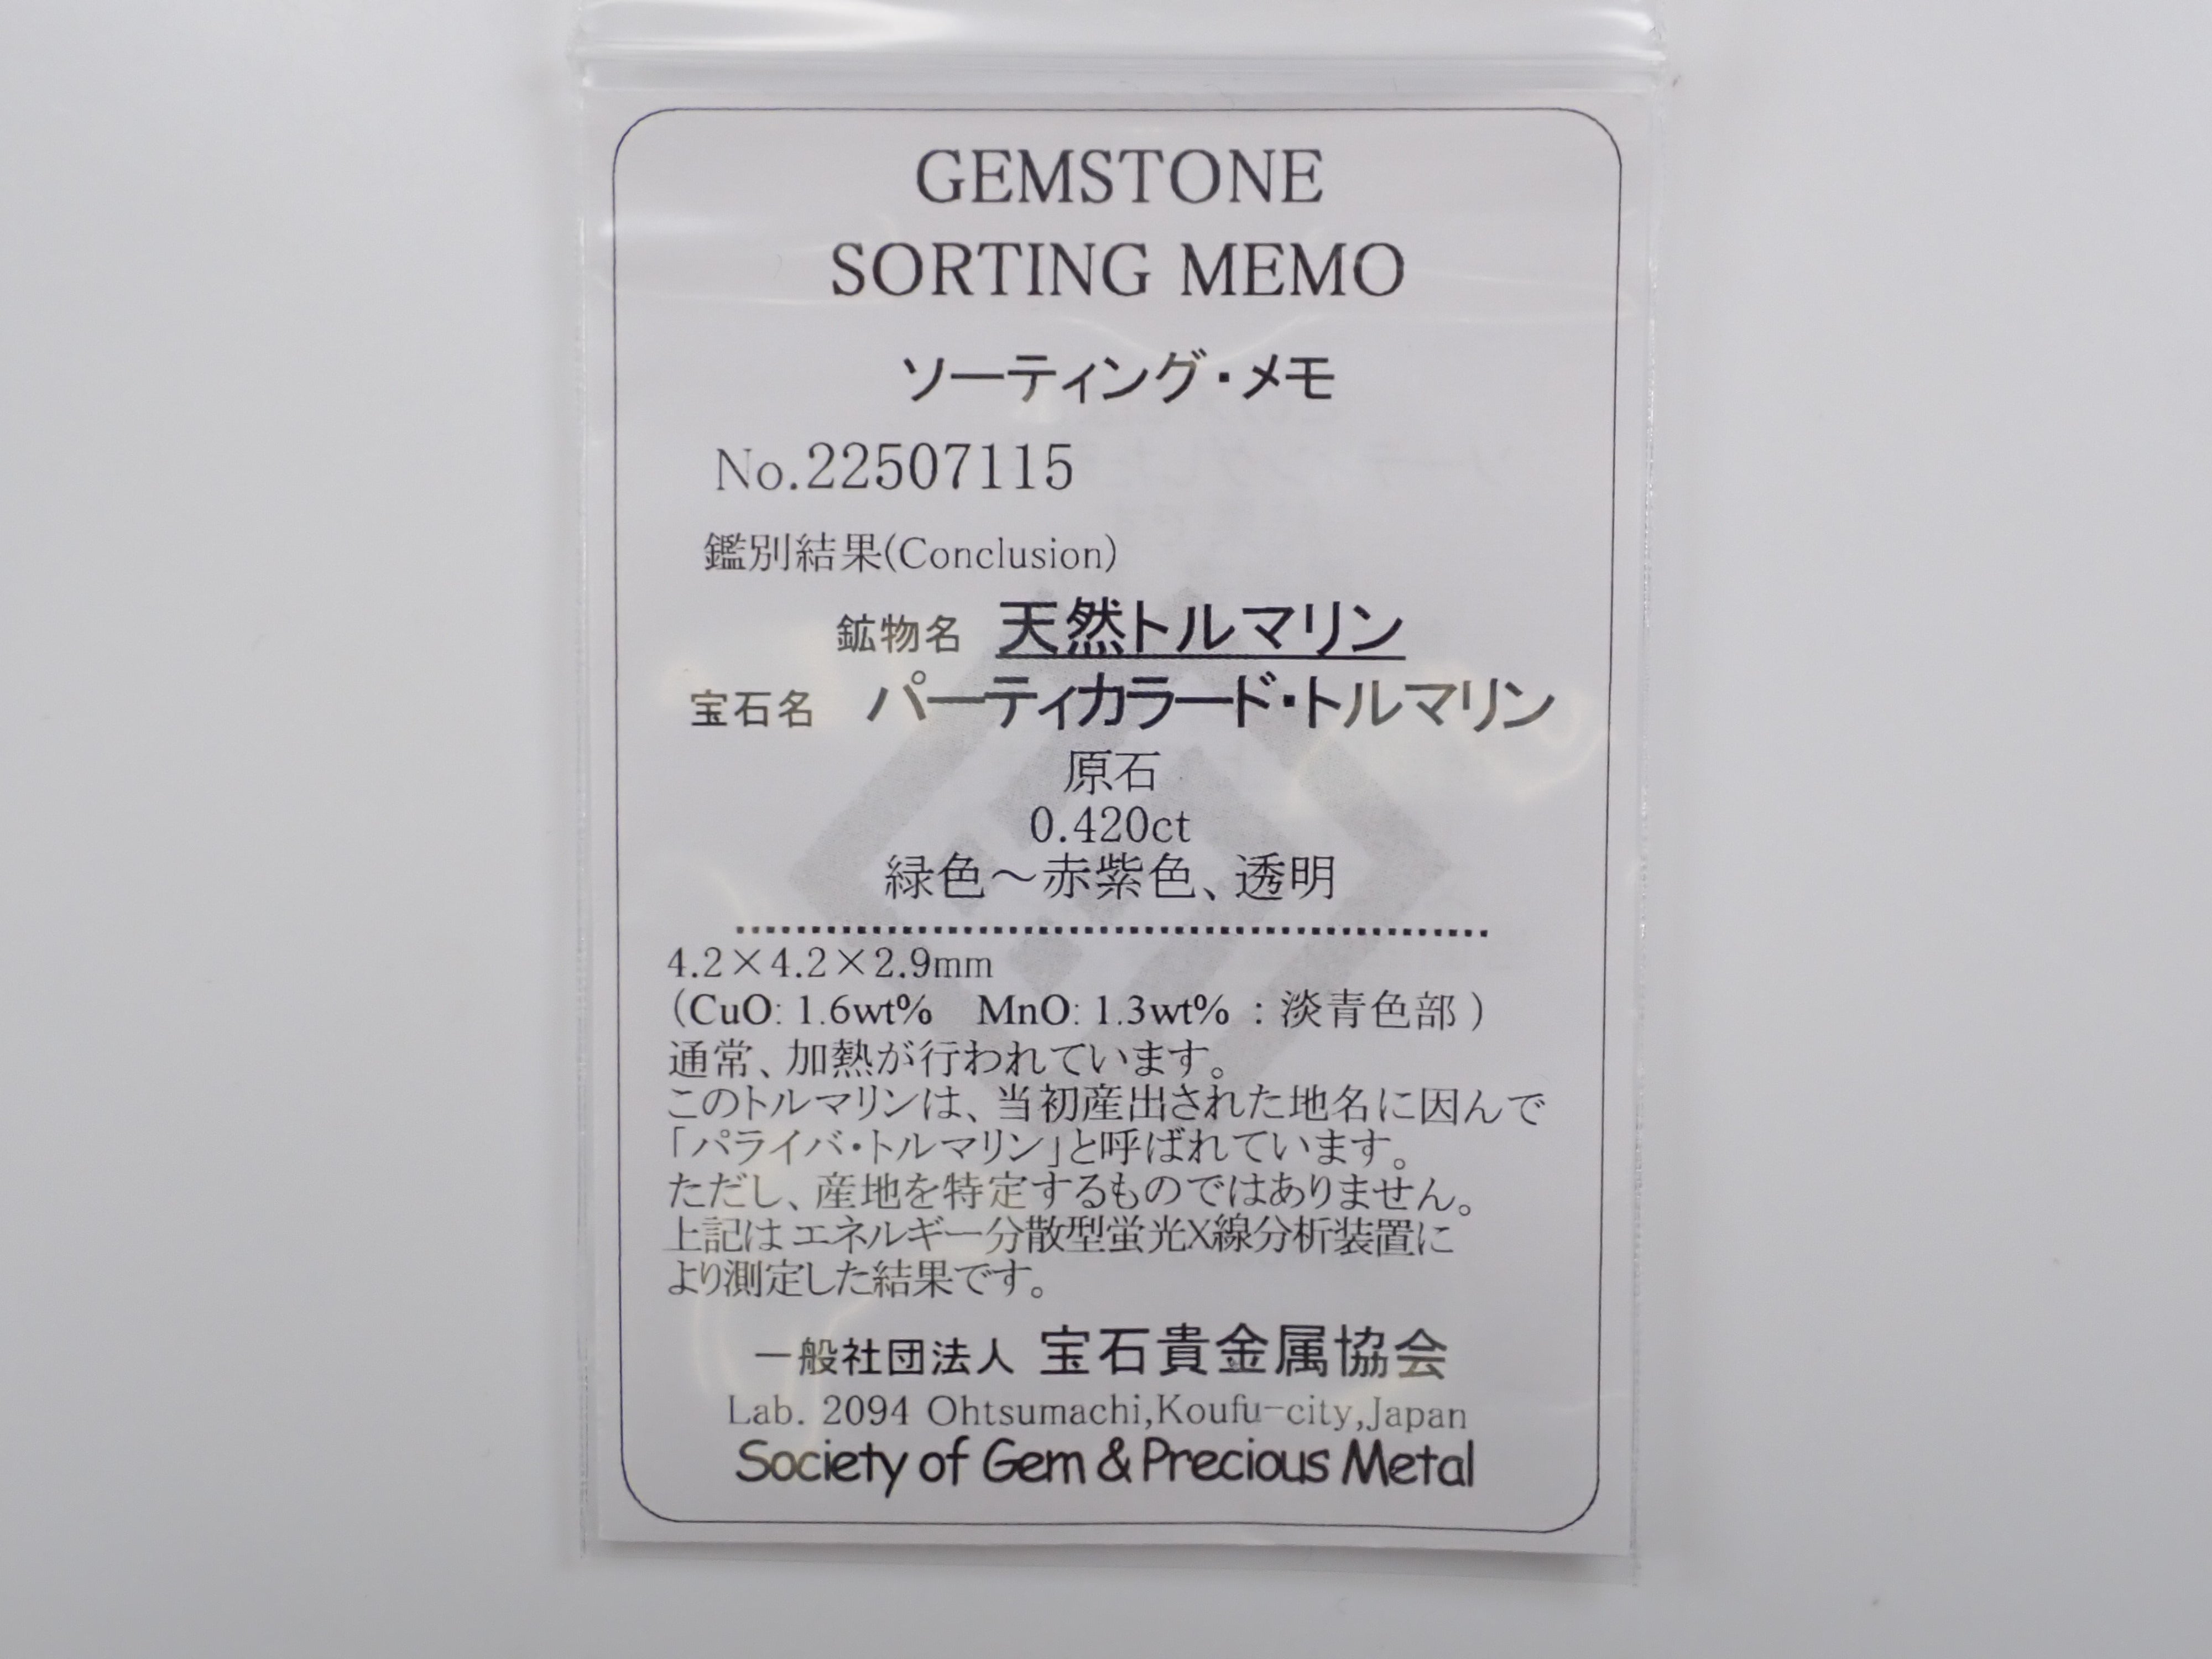 GEMSTONE
SORTING MEMO
ソーティング・メモ
No.22507115
鑑別結果(Conclusion)
鉱物名 天然トルマリン
宝石名 パーティカラード・トルマリン
原石
0.420ct
緑色～赤紫色、透明
4.2×4.2×2.9mm
(CuO: 1.6wt% MnO: 1.3wt% : 淡青色部)
通常、加熱が行われています。
このトルマリンは、当初産出された地名に因んで
「パライバ・トルマリン」と呼ばれています。
ただし、産地を特定するものではありません。
上記はエネルギー分散型蛍光X線分析装置に
より測定した結果です。
一般社団法人 宝石貴金属協会
Lab. 2094 Ohtsumachi,Koufu-city,Japan
Society of Gem & Precious Metal